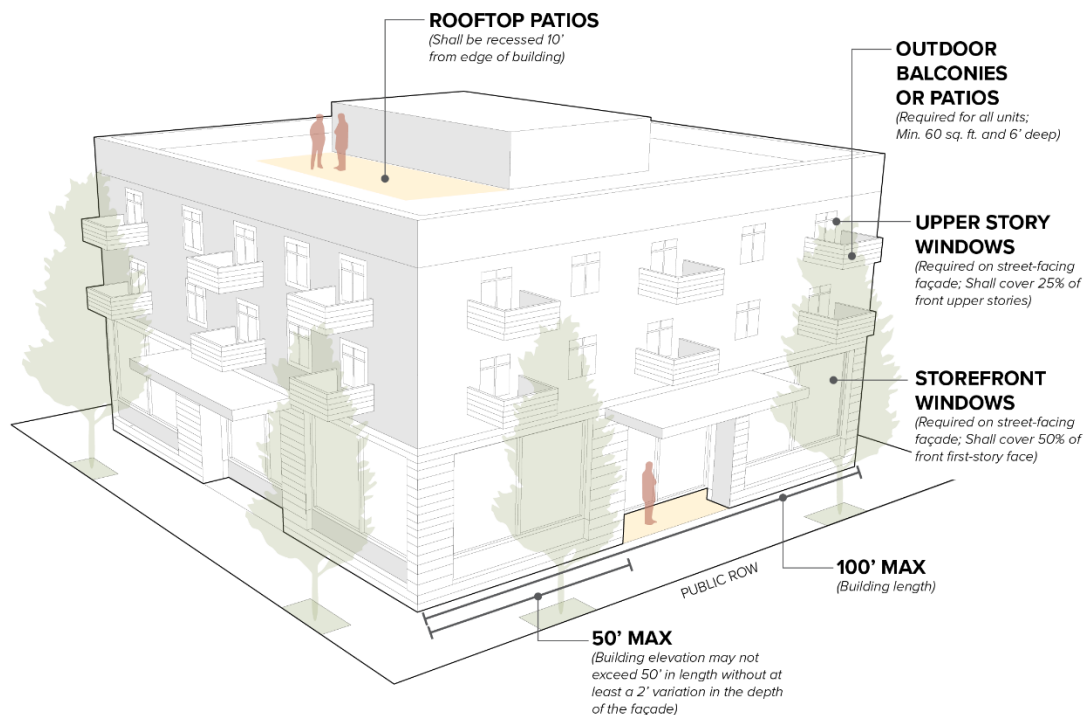 ROOFTOP PATIOS
(Shall be recessed 10’
from edge of building)
OUTDOOR
BALCONIES
OR PATIOS
(Required for all units;
Min. 60 sq. ft. and 6’ deep)
UPPER STORY
WINDOWS
(Required on street-facing
façade; Shall cover 25% of
front upper stories)
STOREFRONT
WINDOWS
(Required on street-facing
façade; Shall cover 50% of
front first-story face)
100’ MAX
(Building length)
PUBLIC ROW
50’ MAX
(Building elevation may not
exceed 50’ in length without at
least a 2’ variation in the depth
of the façade)